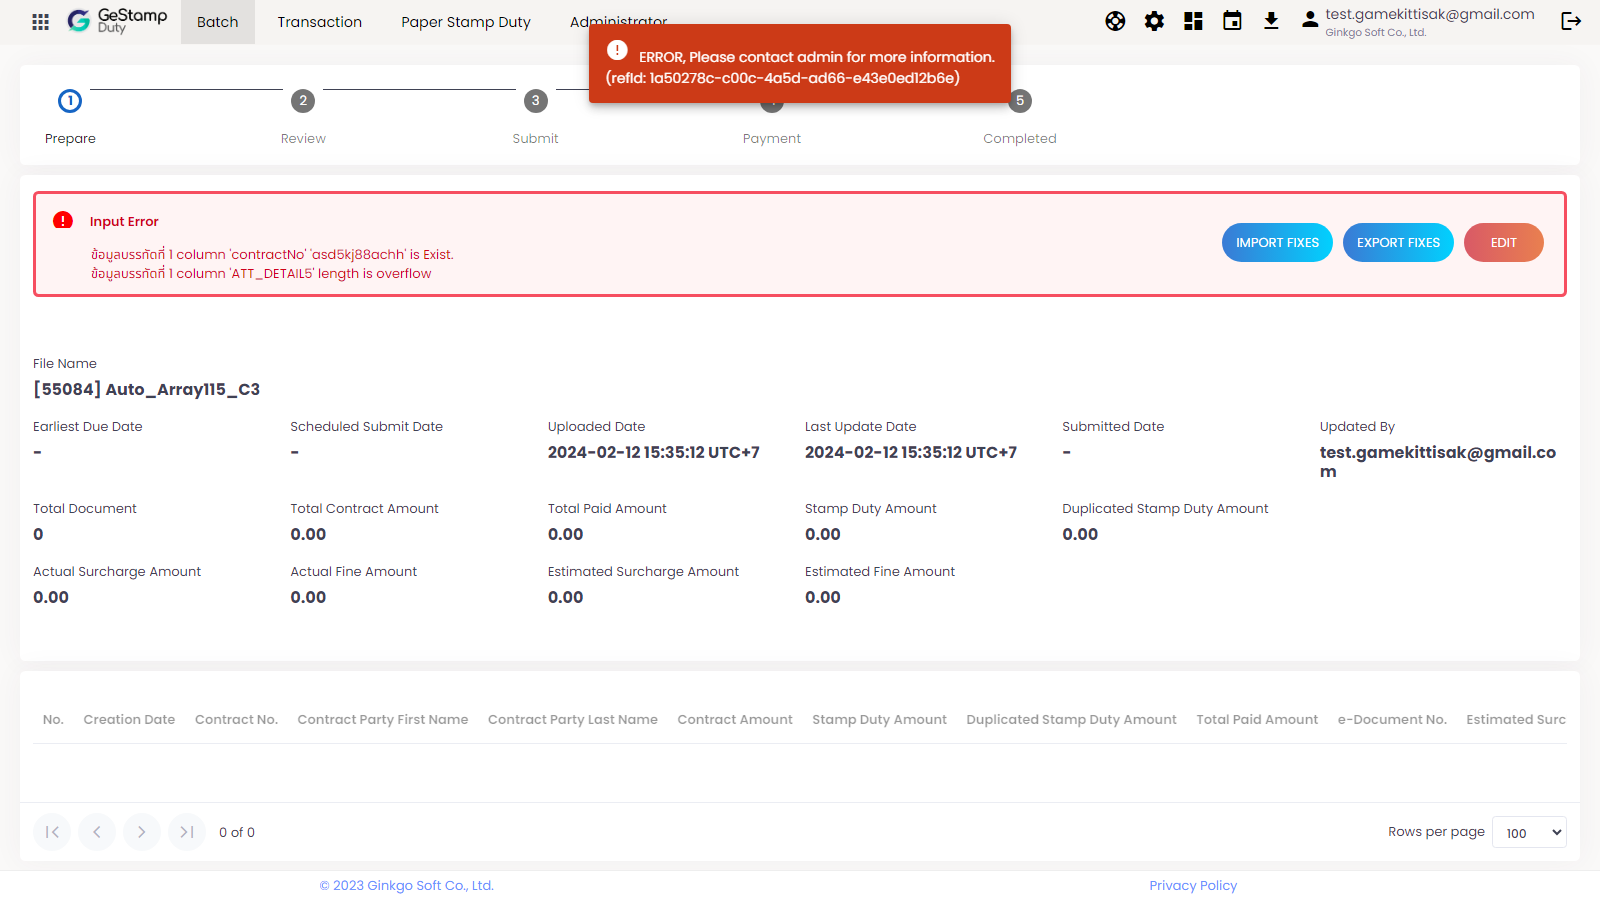 GeStamp
Duty
Batch
Transaction
Paper Stamp Duty
Administrator
test.gamekittisak@gmail.com
Ginkgo Soft Co., Ltd.
ERROR, Please contact admin for more information.
(refId: 1a50278c-c00c-4a5d-ad66-e43e0ed12b6e)
1
2
3
5
Prepare
Review
Submit
Payment
Completed
Input Error
ข้อมูลบรรทัดที่ 1 column 'contractNo' 'asd5kj88achh' is Exist.
ข้อมูลบรรทัดที่ 1 column 'ATT_DETAIL5' length is overflow
IMPORT FIXES
EXPORT FIXES
EDIT
File Name
[55084] Auto_Array115_C3
Earliest Due Date
Scheduled Submit Date
Uploaded Date
Last Update Date
Submitted Date
Updated By
-
-
2024-02-12 15:35:12 UTC+7
2024-02-12 15:35:12 UTC+7
-
test.gamekittisak@gmail.co
m
Total Document
Total Contract Amount
Total Paid Amount
Stamp Duty Amount
Duplicated Stamp Duty Amount
0
0.00
0.00
0.00
0.00
Actual Surcharge Amount
Actual Fine Amount
Estimated Surcharge Amount
Estimated Fine Amount
0.00
0.00
0.00
0.00
No.
Creation Date
Contract No.
Contract Party First Name
Contract Party Last Name
Contract Amount
Stamp Duty Amount
Duplicated Stamp Duty Amount
Total Paid Amount
e-Document No.
Estimated Surc
0 of 0
Rows per page
100
© 2023 Ginkgo Soft Co., Ltd.
Privacy Policy